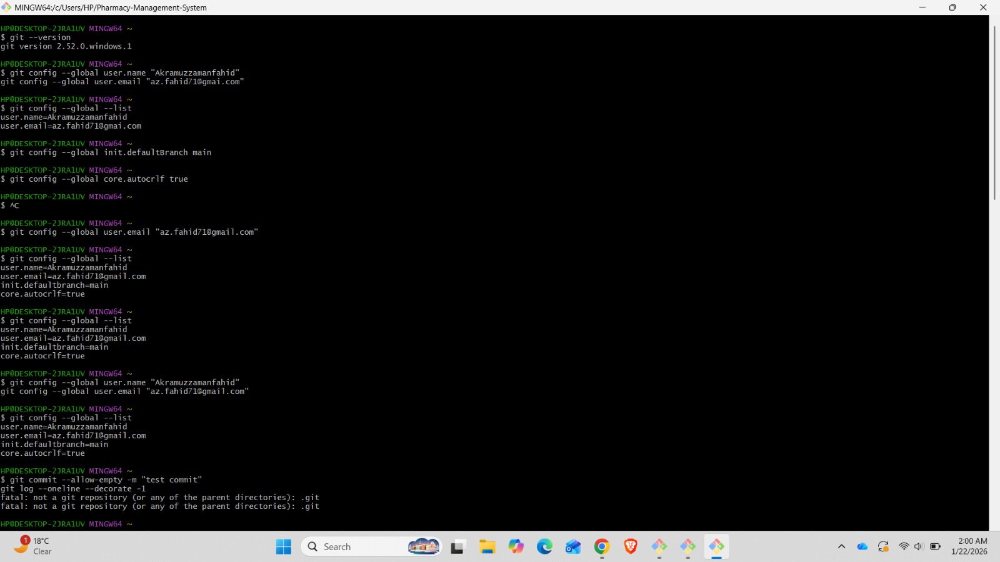 MINGW64:/c/Users/HP/Pharmacy-Management-System
HP@DESKTOP-2JRA1UV MINGW64 ~
$ git --version
git version 2.52.0.windows.1
HP@DESKTOP-2JRA1UV MINGW64 ~
$ git config --global user.name "Akramuzzamanfahid"
git config --global user.email "az.fahid71@gmai.com"
HP@DESKTOP-2JRA1UV MINGW64 ~
$ git config --global --list
user.name=Akramuzzamanfahid
user.email=az.fahid71@gmai.com
HP@DESKTOP-2JRA1UV MINGW64 ~
$ git config --global init.defaultBranch main
HP@DESKTOP-2JRA1UV MINGW64 ~
$ git config --global core.autocrlf true
HP@DESKTOP-2JRA1UV MINGW64 ~
$ ^C
HP@DESKTOP-2JRA1UV MINGW64 ~
$ git config --global user.email "az.fahid71@gmail.com"
HP@DESKTOP-2JRA1UV MINGW64 ~
$ git config --global --list
user.name=Akramuzzamanfahid
user.email=az.fahid71@gmail.com
init.defaultbranch=main
core.autocrlf=true
HP@DESKTOP-2JRA1UV MINGW64 ~
$ git config --global --list
user.name=Akramuzzamanfahid
user.email=az.fahid71@gmail.com
init.defaultbranch=main
core.autocrlf=true
HP@DESKTOP-2JRA1UV MINGW64 ~
$ git config --global user.name "Akramuzzamanfahid"
git config --global user.email "az.fahid71@gmail.com"
HP@DESKTOP-2JRA1UV MINGW64 ~
$ git config --global --list
user.name=Akramuzzamanfahid
user.email=az.fahid71@gmail.com
init.defaultbranch=main
core.autocrlf=true
HP@DESKTOP-2JRA1UV MINGW64 ~
$ git commit --allow-empty -m "test commit"
git log --oneline --decorate -1
fatal: not a git repository (or any of the parent directories): .git
fatal: not a git repository (or any of the parent directories): .git
HP@DESKTOP-2JRA1UV MINGW64 ~
1
18°C
Clear
Search
2:00 AM
1/22/2026